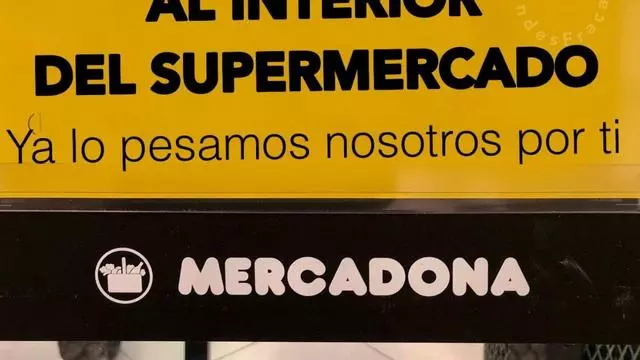 AL INTERIOR
DEL SUPERMERCADO
Ya lo pesamos nosotros por ti
MERCADONA